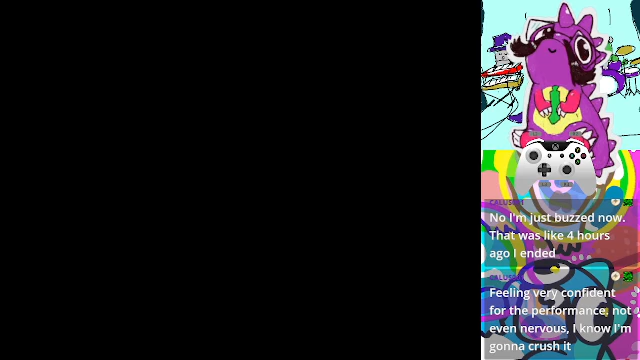 No I'm just buzzed now.
That was like 4 hours
ago I ended
Feeling very confident
for the performance, not
even nervous, I know I'm
gonna crush it